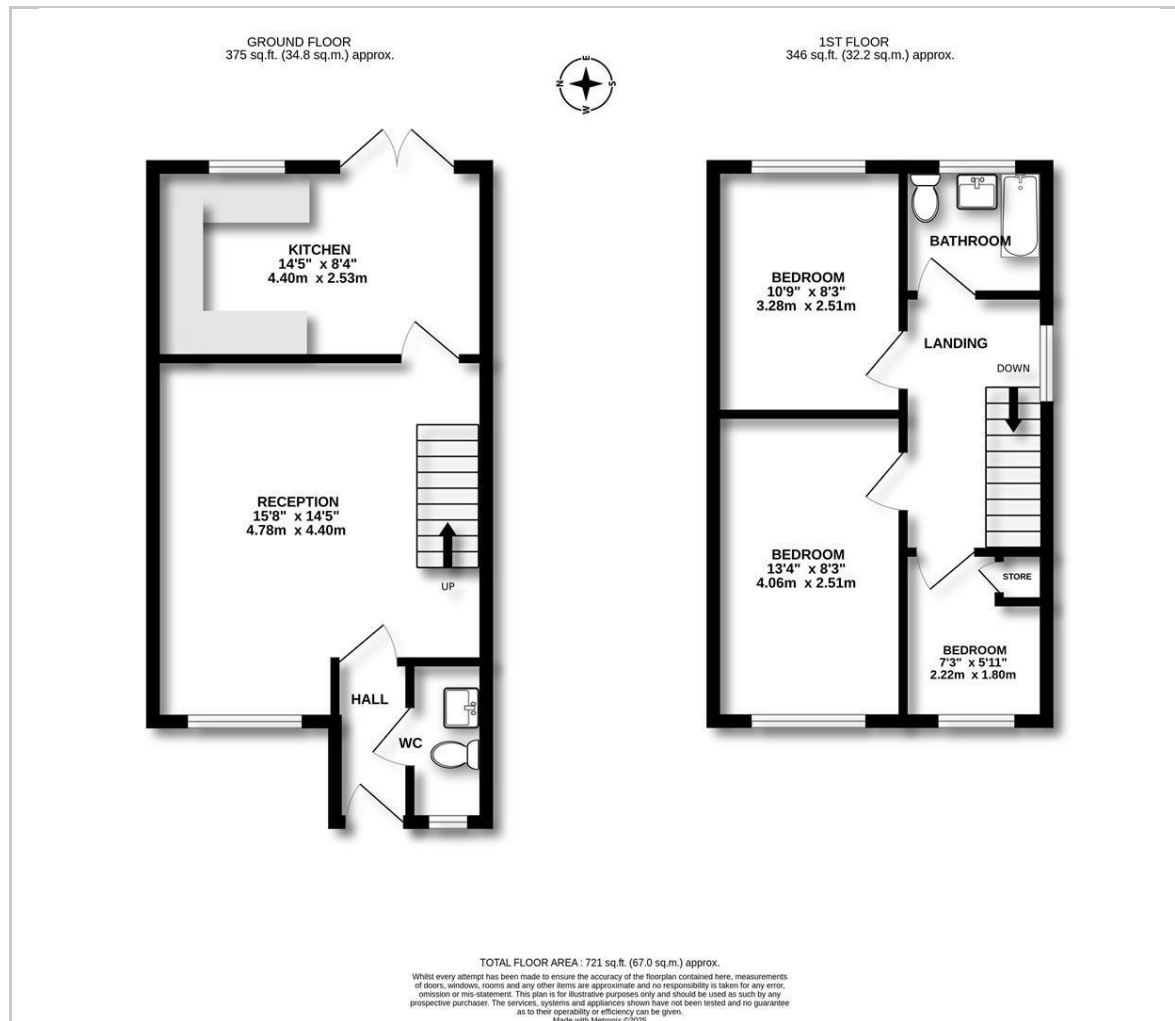 GROUND FLOOR
375 sq.ft. (34.8 sq.m.) approx.
1ST FLOOR
346 sq.ft. (32.2 sq.m.) approx.
E
N
S
W
KITCHEN
14'5" x 8'4"
4.40m x 2.53m
RECEPTION
15'8" x 14'5"
4.78m x 4.40m
UP
HALL
WC
BEDROOM
10'9" x 8'3"
3.28m x 2.51m
BATHROOM
LANDING
DOWN
BEDROOM
13'4" x 8'3"
4.06m x 2.51m
STORE
BEDROOM
7'3" x 5'11"
2.22m x 1.80m
TOTAL FLOOR AREA : 721 sq.ft. (67.0 sq.m.) approx.
Whilst every attempt has been made to ensure the accuracy of the floorplan contained here, measurements
of doors, windows, rooms and any other items are approximate and no responsibility is taken for any error,
omission or mis-statement. This plan is for illustrative purposes only and should be used as such by any
prospective purchaser. The services, systems and appliances shown have not been tested and no guarantee
as to their operability or efficiency can be given.
Made with Metropix ©2025